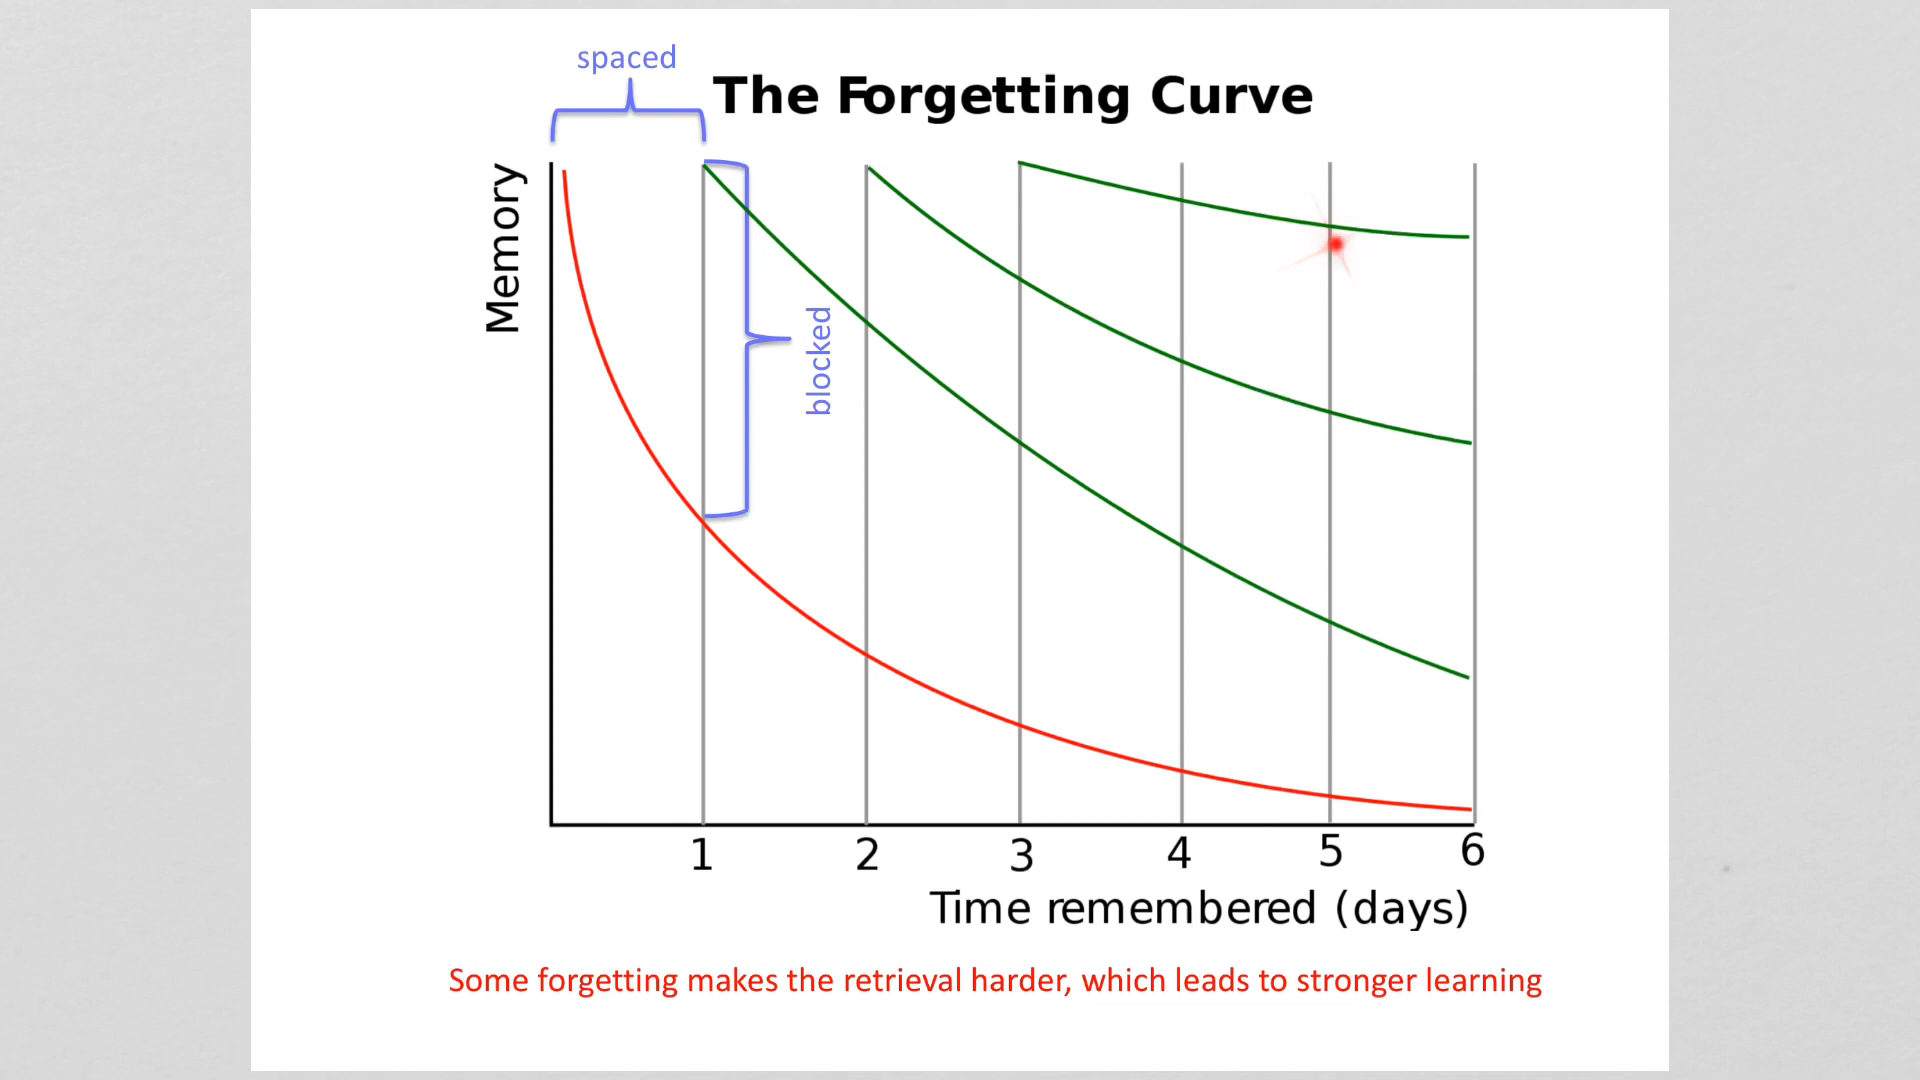 spaced
The Forgetting Curve
Memory
blocked
1 2 3 4 5 6
Time remembered (days)
Some forgetting makes the retrieval harder, which leads to stronger learning